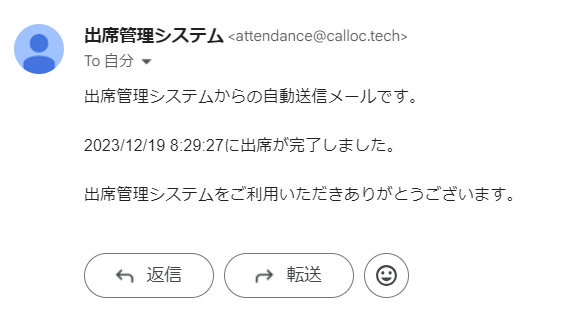 出席管理システム <attendance@calloc.tech>
To 自分
出席管理システムからの自動送信メールです。
2023/12/19 8:29:27に出席が完了しました。
出席管理システムをご利用いただきありがとうございます。
返信 転送